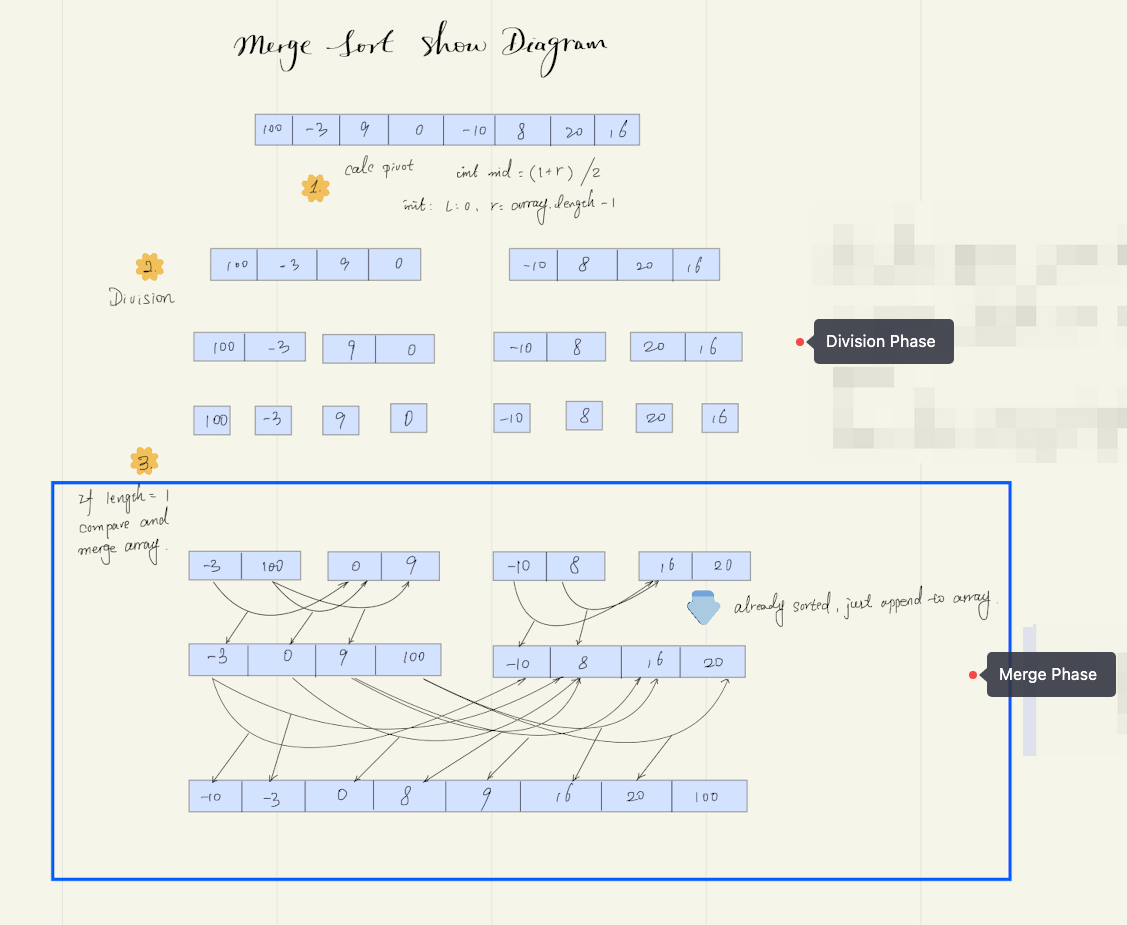 Merge Sort show Diagram
100 -3 9 0 -10 8 20 16
1.
calc pivot int mid = (l+r) /2
init: L=0, r= array.length -1
2.
Division
100 -3 9 0 -10 8 20 16
100 -3 9 0 -10 8 20 16
Division Phase
100 -3 9 0 -10 8 20 16
3.
if length = 1
compare and
merge array.
-3 100 0 9 -10 8 16 20
already sorted, just append to array.
-3 0 9 100 -10 8 16 20
Merge Phase
-10 -3 0 8 9 16 20 100